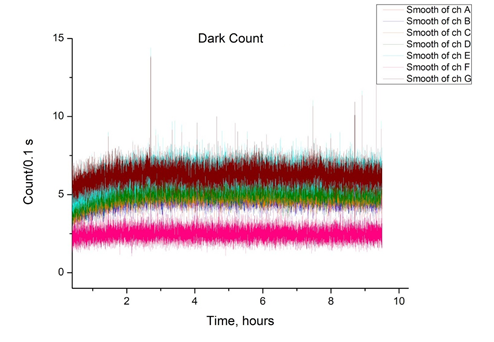 Smooth of ch A
Smooth of ch B
Smooth of ch C
Smooth of ch D
Smooth of ch E
Smooth of ch F
Smooth of ch G
Dark Count
15
10
5
0
Count/0.1 s
2
4
6
8
10
Time, hours